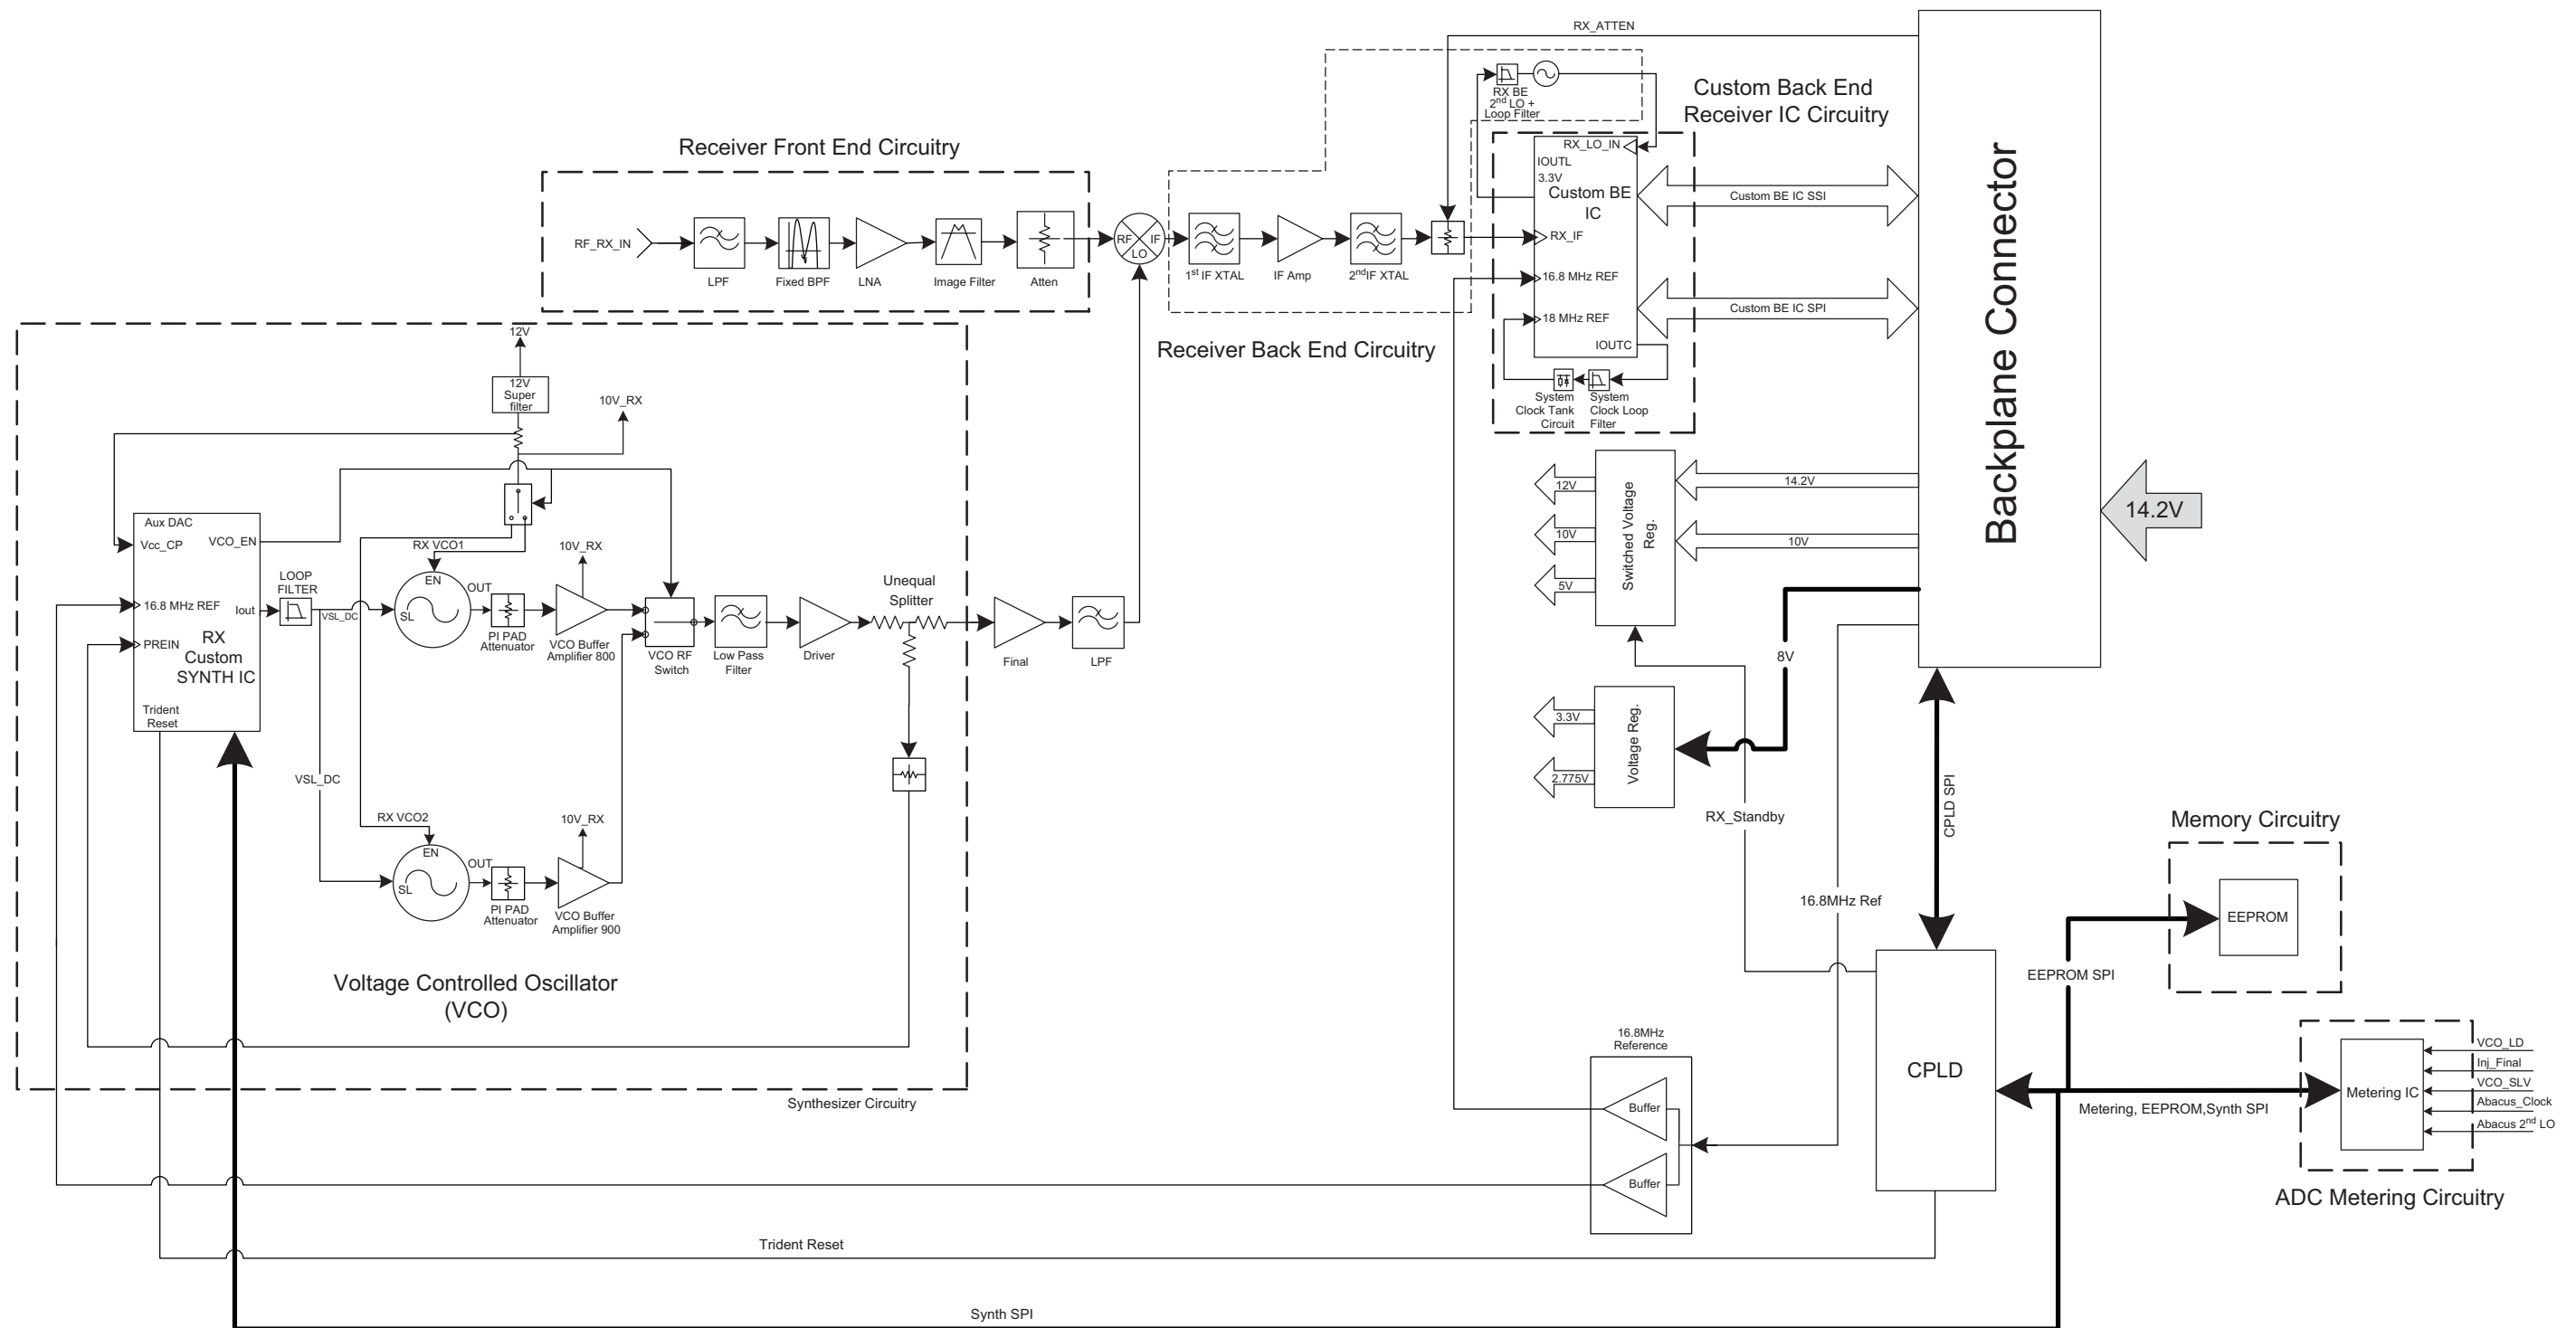 RX_ATTEN
RX BE
2nd LO +
Loop Filter
Custom Back End
Receiver IC Circuitry
Backplane Connector
14.2V
Receiver Front End Circuitry
RF_RX_IN
LPF
Fixed BPF
LNA
Image Filter
Atten
RF
IF
LO
1st IF XTAL
IF Amp
2ndIF XTAL
RX_LO_IN
IOUTL
3.3V
Custom BE
IC
RX_IF
16.8 MHz REF
18 MHz REF
IOUTC
Custom BE IC SSI
Custom BE IC SPI
System
Clock Tank
Circuit
System
Clock Loop
Filter
Receiver Back End Circuitry
12V
12V
Super
filter
10V_RX
Aux DAC
Vcc_CP
VCO_EN
16.8 MHz REF
Iout
PREIN
RX
Custom
SYNTH IC
Trident
Reset
LOOP
FILTER
VSL_DC
RX VCO1
EN
SL
OUT
PI PAD
Attenuator
10V_RX
VCO Buffer
Amplifier 800
VCO RF
Switch
Low Pass
Filter
Driver
Unequal
Splitter
Final
LPF
VSL_DC
RX VCO2
EN
SL
OUT
PI PAD
Attenuator
10V_RX
VCO Buffer
Amplifier 900
Voltage Controlled Oscillator
(VCO)
Synthesizer Circuitry
12V
10V
5V
Switched Voltage
Reg.
14.2V
10V
8V
3.3V
2.775V
Voltage Reg.
RX_Standby
16.8MHz Ref
CPLD SPI
Memory Circuitry
EEPROM
EEPROM SPI
16.8MHz
Reference
Buffer
Buffer
CPLD
Metering, EEPROM,Synth SPI
Metering IC
VCO_LD
Inj_Final
VCO_SLV
Abacus_Clock
Abacus 2nd LO
ADC Metering Circuitry
Trident Reset
Synth SPI